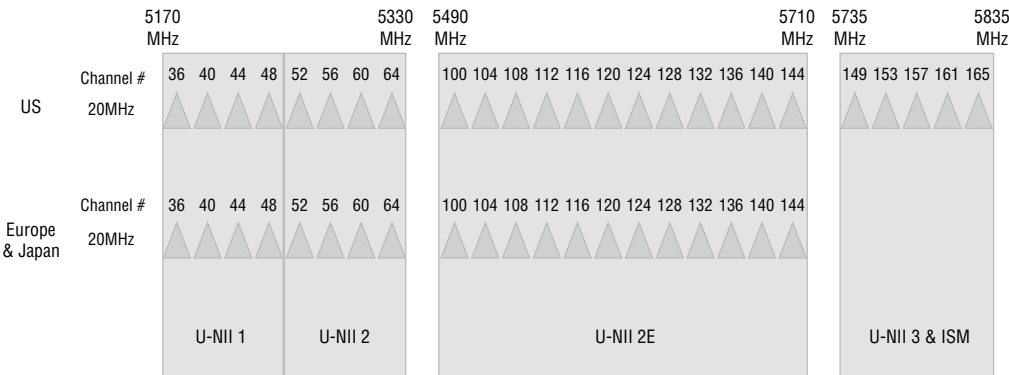 5170 MHz 5330 MHz 5490 MHz 5710 MHz 5735 MHz 5835 MHz
Channel # 36 40 44 48 52 56 60 64 100 104 108 112 116 120 124 128 132 136 140 144 149 153 157 161 165
US 20MHz
Channel # 36 40 44 48 52 56 60 64 100 104 108 112 116 120 124 128 132 136 140 144
Europe & Japan 20MHz
U-NII 1 U-NII 2 U-NII 2E U-NII 3 & ISM